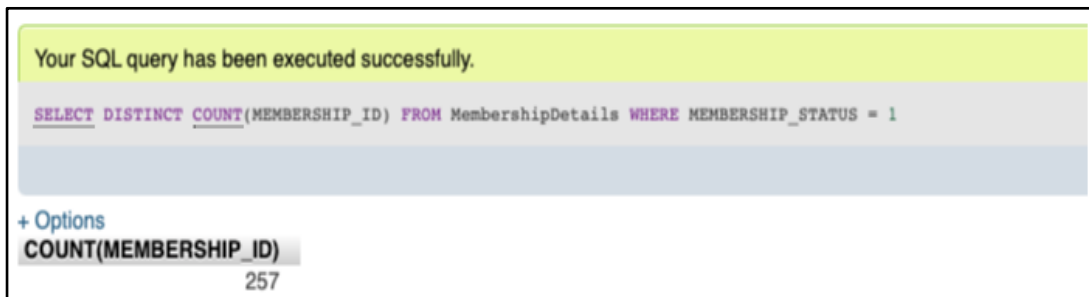 Your SQL query has been executed successfully.
SELECT DISTINCT COUNT(MEMBERSHIP_ID) FROM MembershipDetails WHERE MEMBERSHIP_STATUS = 1
+ Options
COUNT(MEMBERSHIP_ID)
257